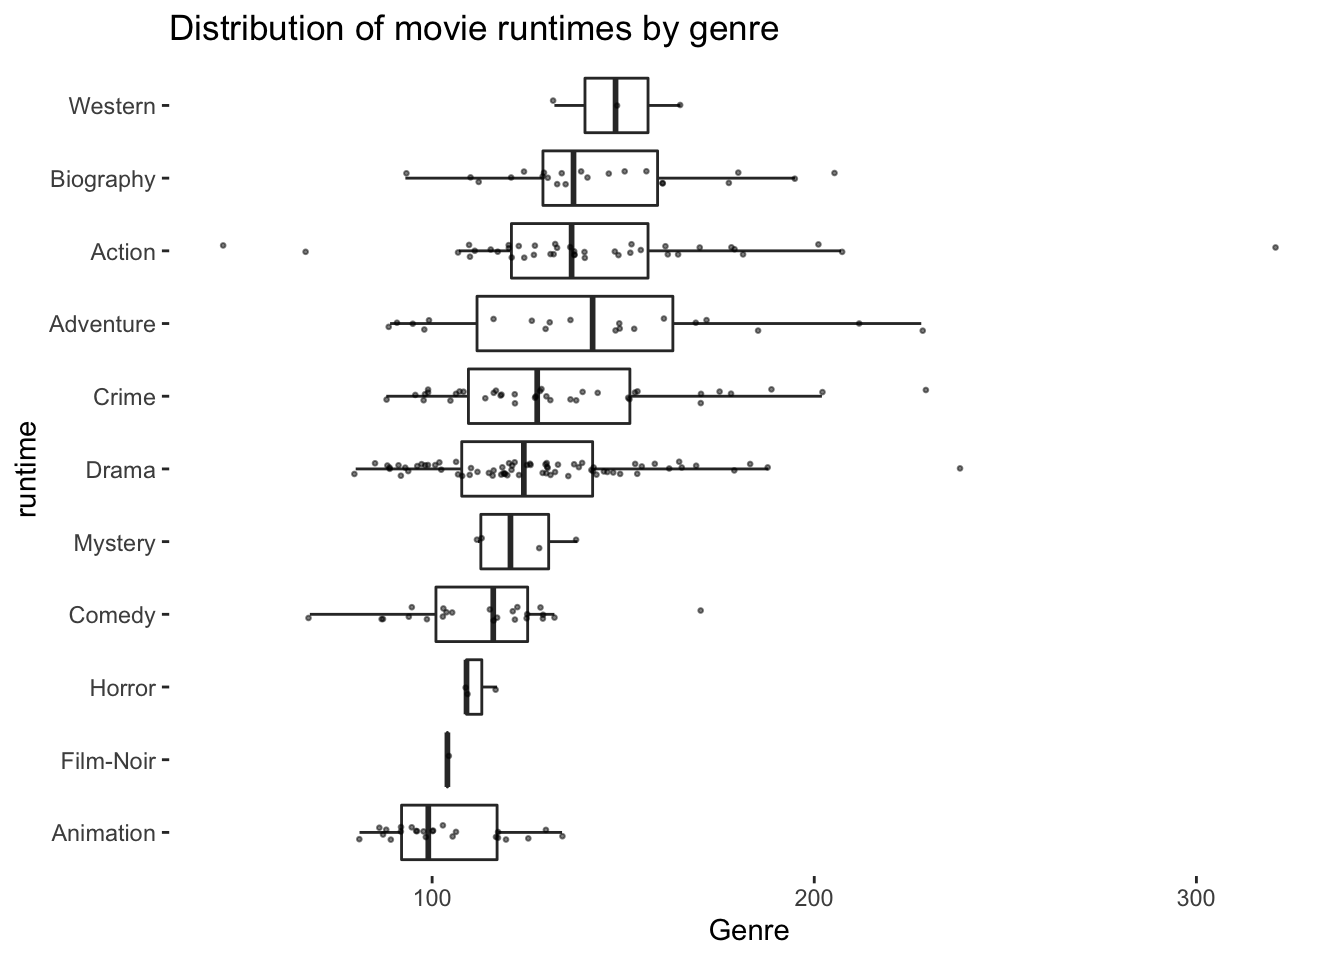 Distribution of movie runtimes by genre
Western
Biography
Action
Adventure
Crime
Drama
Mystery
Comedy
Horror
Film-Noir
Animation
runtime
100 200 300
Genre